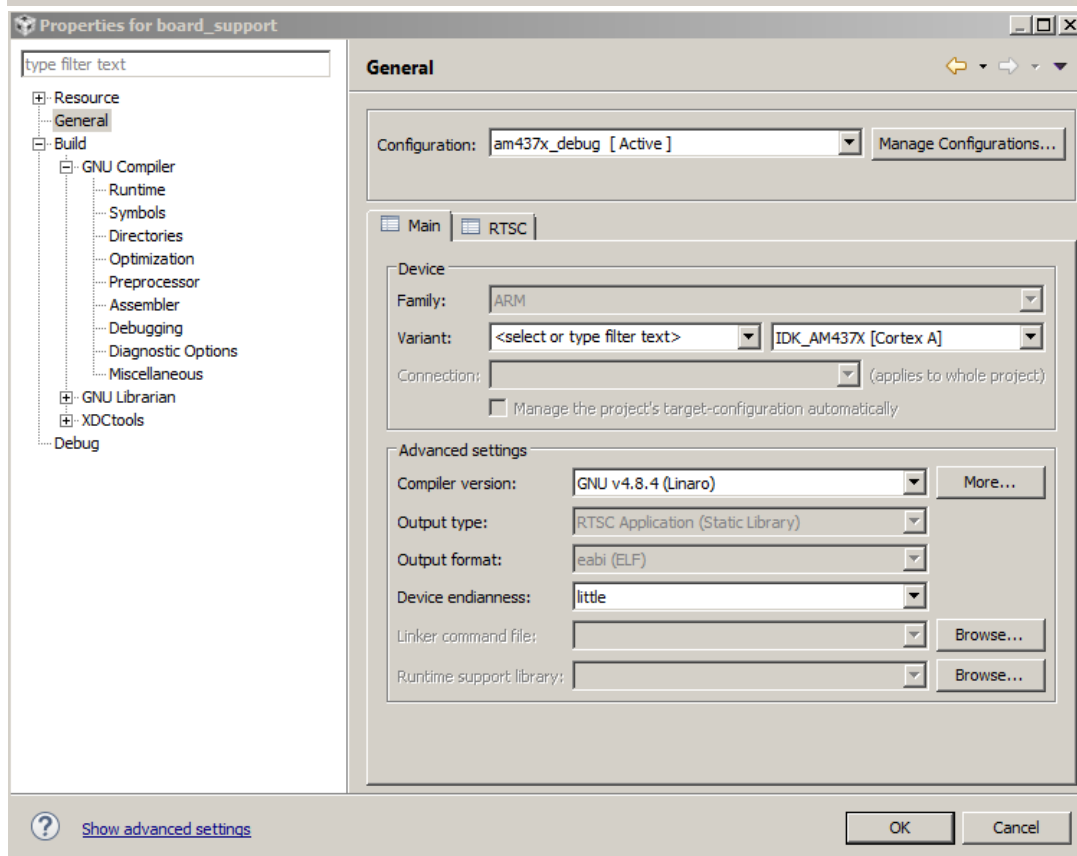 Properties for board_support
type filter text
Resource
General
Build
GNU Compiler
Runtime
Symbols
Directories
Optimization
Preprocessor
Assembler
Debugging
Diagnostic Options
Miscellaneous
GNU Librarian
XDCtools
Debug
General
Configuration: am437x_debug [ Active ] Manage Configurations...
Main RTSC
Device
Family: ARM
Variant: <select or type filter text> IDK_AM437X [Cortex A]
Connection: (applies to whole project)
Manage the project's target-configuration automatically
Advanced settings
Compiler version: GNU v4.8.4 (Linaro) More...
Output type: RTSC Application (Static Library)
Output format: eabi (ELF)
Device endianness: little
Linker command file: Browse...
Runtime support library: Browse...
? Show advanced settings OK Cancel